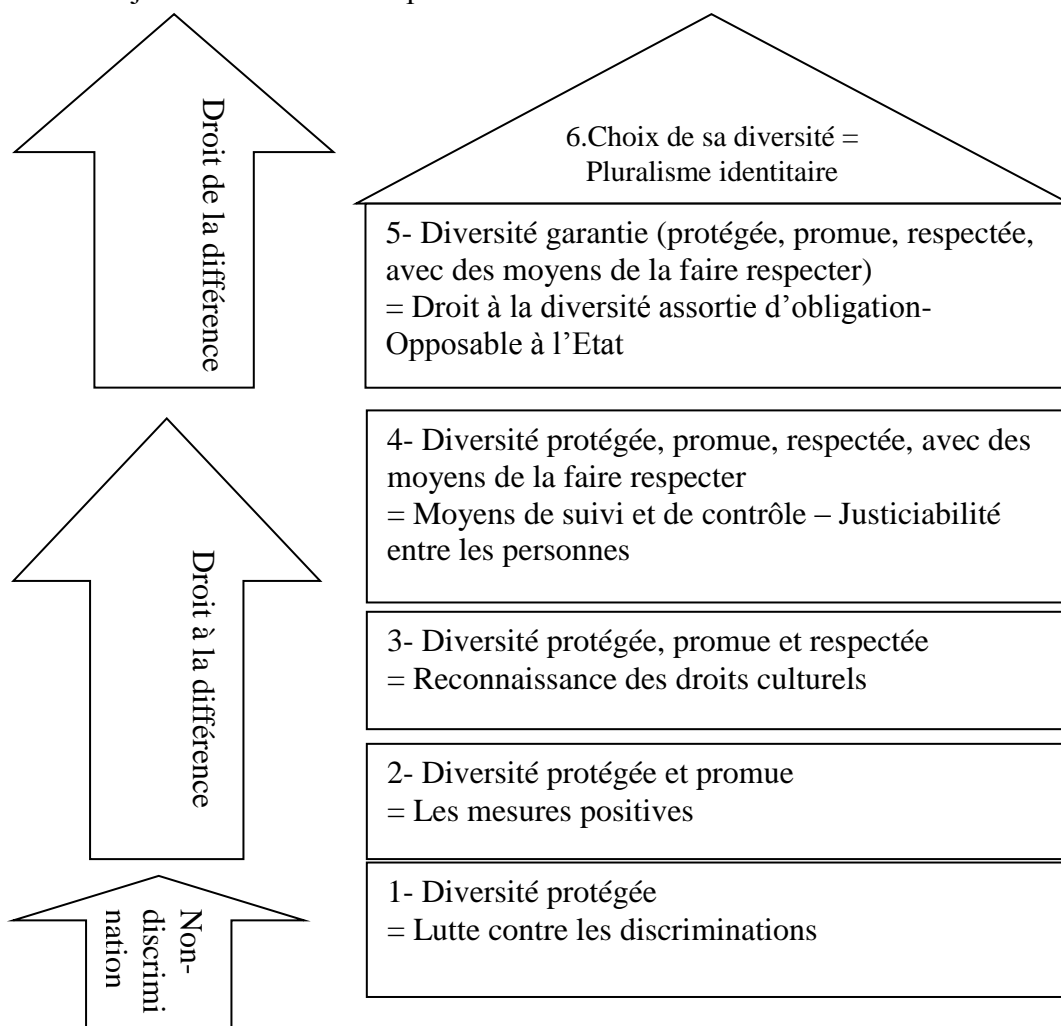 Droit de la différence
6.Choix de sa diversité =
Pluralisme identitaire
5- Diversité garantie (protégée, promue, respectée,
avec des moyens de la faire respecter)
= Droit à la diversité assortie d’obligation-
Opposable à l’Etat
Droit à la différence
4- Diversité protégée, promue, respectée, avec des
moyens de la faire respecter
= Moyens de suivi et de contrôle – Justiciabilité
entre les personnes
3- Diversité protégée, promue et respectée
= Reconnaissance des droits culturels
2- Diversité protégée et promue
= Les mesures positives
Non-
discrimi
nation
1- Diversité protégée
= Lutte contre les discriminations